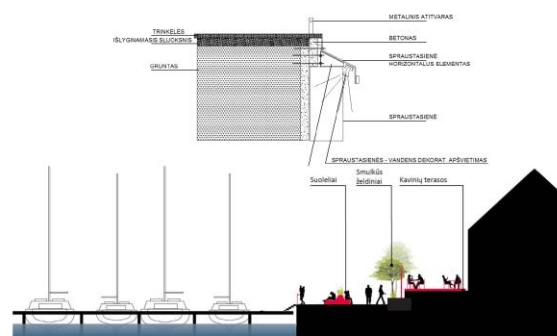 METALINIS ATITVARAS
TRINKELĖS
IŠLYGINAMASIS SLUOKSNIS
BETONAS
SPRAUSTASIENĖ
HORIZONTALUS ELEMENTAS
GRUNTAS
SPRAUSTASIENĖ
SPRAUSTASIENĖS - VANDENS DEKORAT. APŠVIETIMAS
Suoleliai
Smulkūs
želdiniai
Kavinių terasos